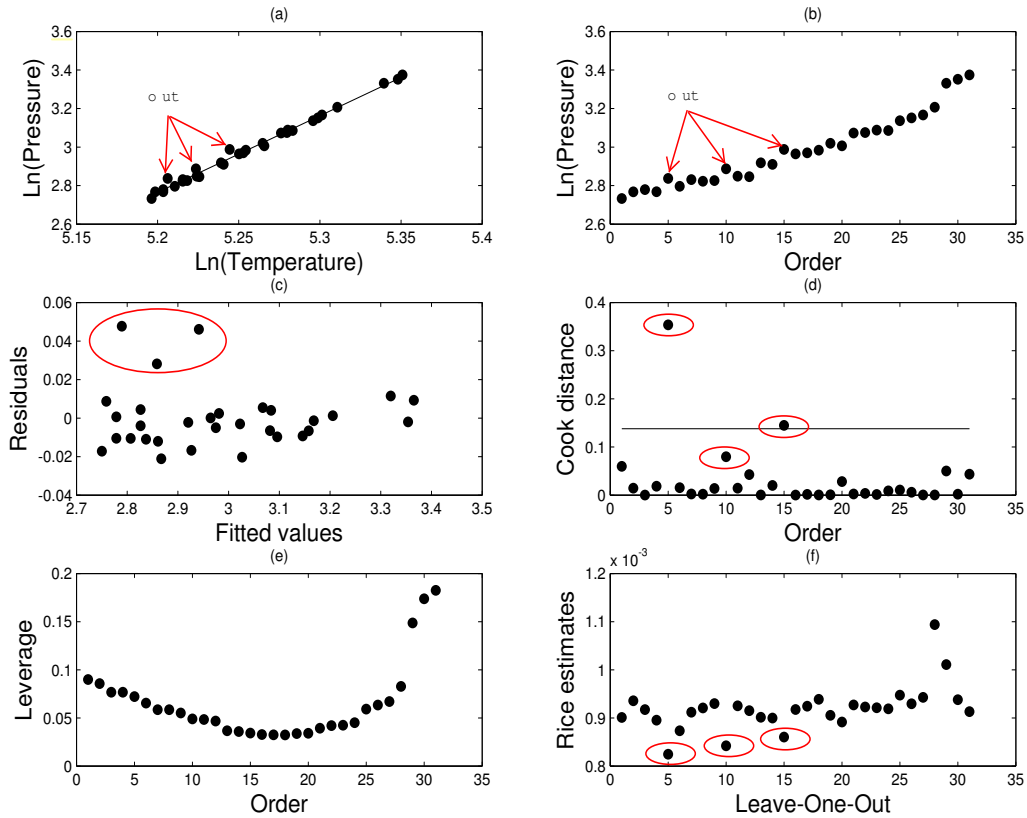 (a)
3.6
3.4
3.2
3
2.8
2.6
5.15 5.2 5.25 5.3 5.35 5.4
Ln(Pressure)
Ln(Temperature)
○ ut
(b)
3.6
3.4
3.2
3
2.8
2.6
0 5 10 15 20 25 30 35
Ln(Pressure)
Order
○ ut
(c)
0.06
0.04
0.02
0
-0.02
-0.04
2.7 2.8 2.9 3 3.1 3.2 3.3 3.4 3.5
Residuals
Fitted values
(d)
0.4
0.3
0.2
0.1
0
0 5 10 15 20 25 30 35
Cook distance
Order
(e)
0.2
0.15
0.1
0.05
0
0 5 10 15 20 25 30 35
Leverage
Order
(f)
x 10⁻³
1.2
1.1
1
0.9
0.8
0 5 10 15 20 25 30 35
Rice estimates
Leave-One-Out